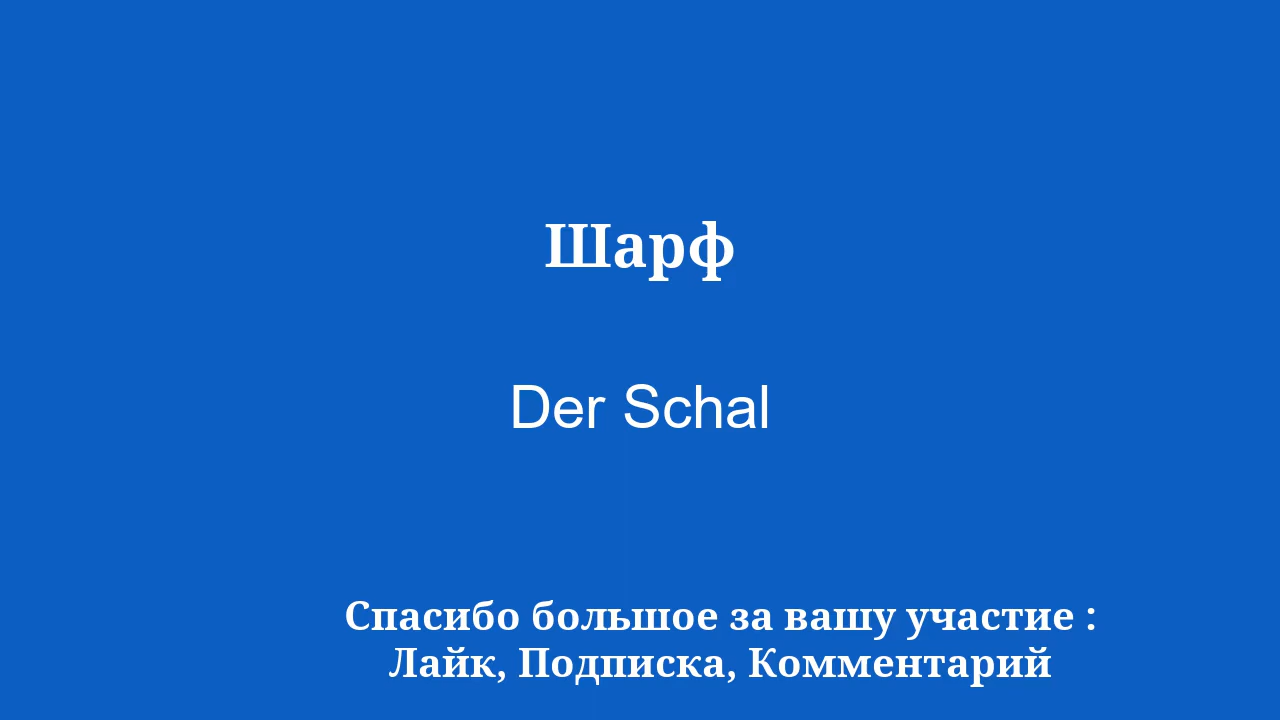 Шарф
Der Schal
Спасибо большое за вашу участие :
Лайк, Подписка, Комментарий